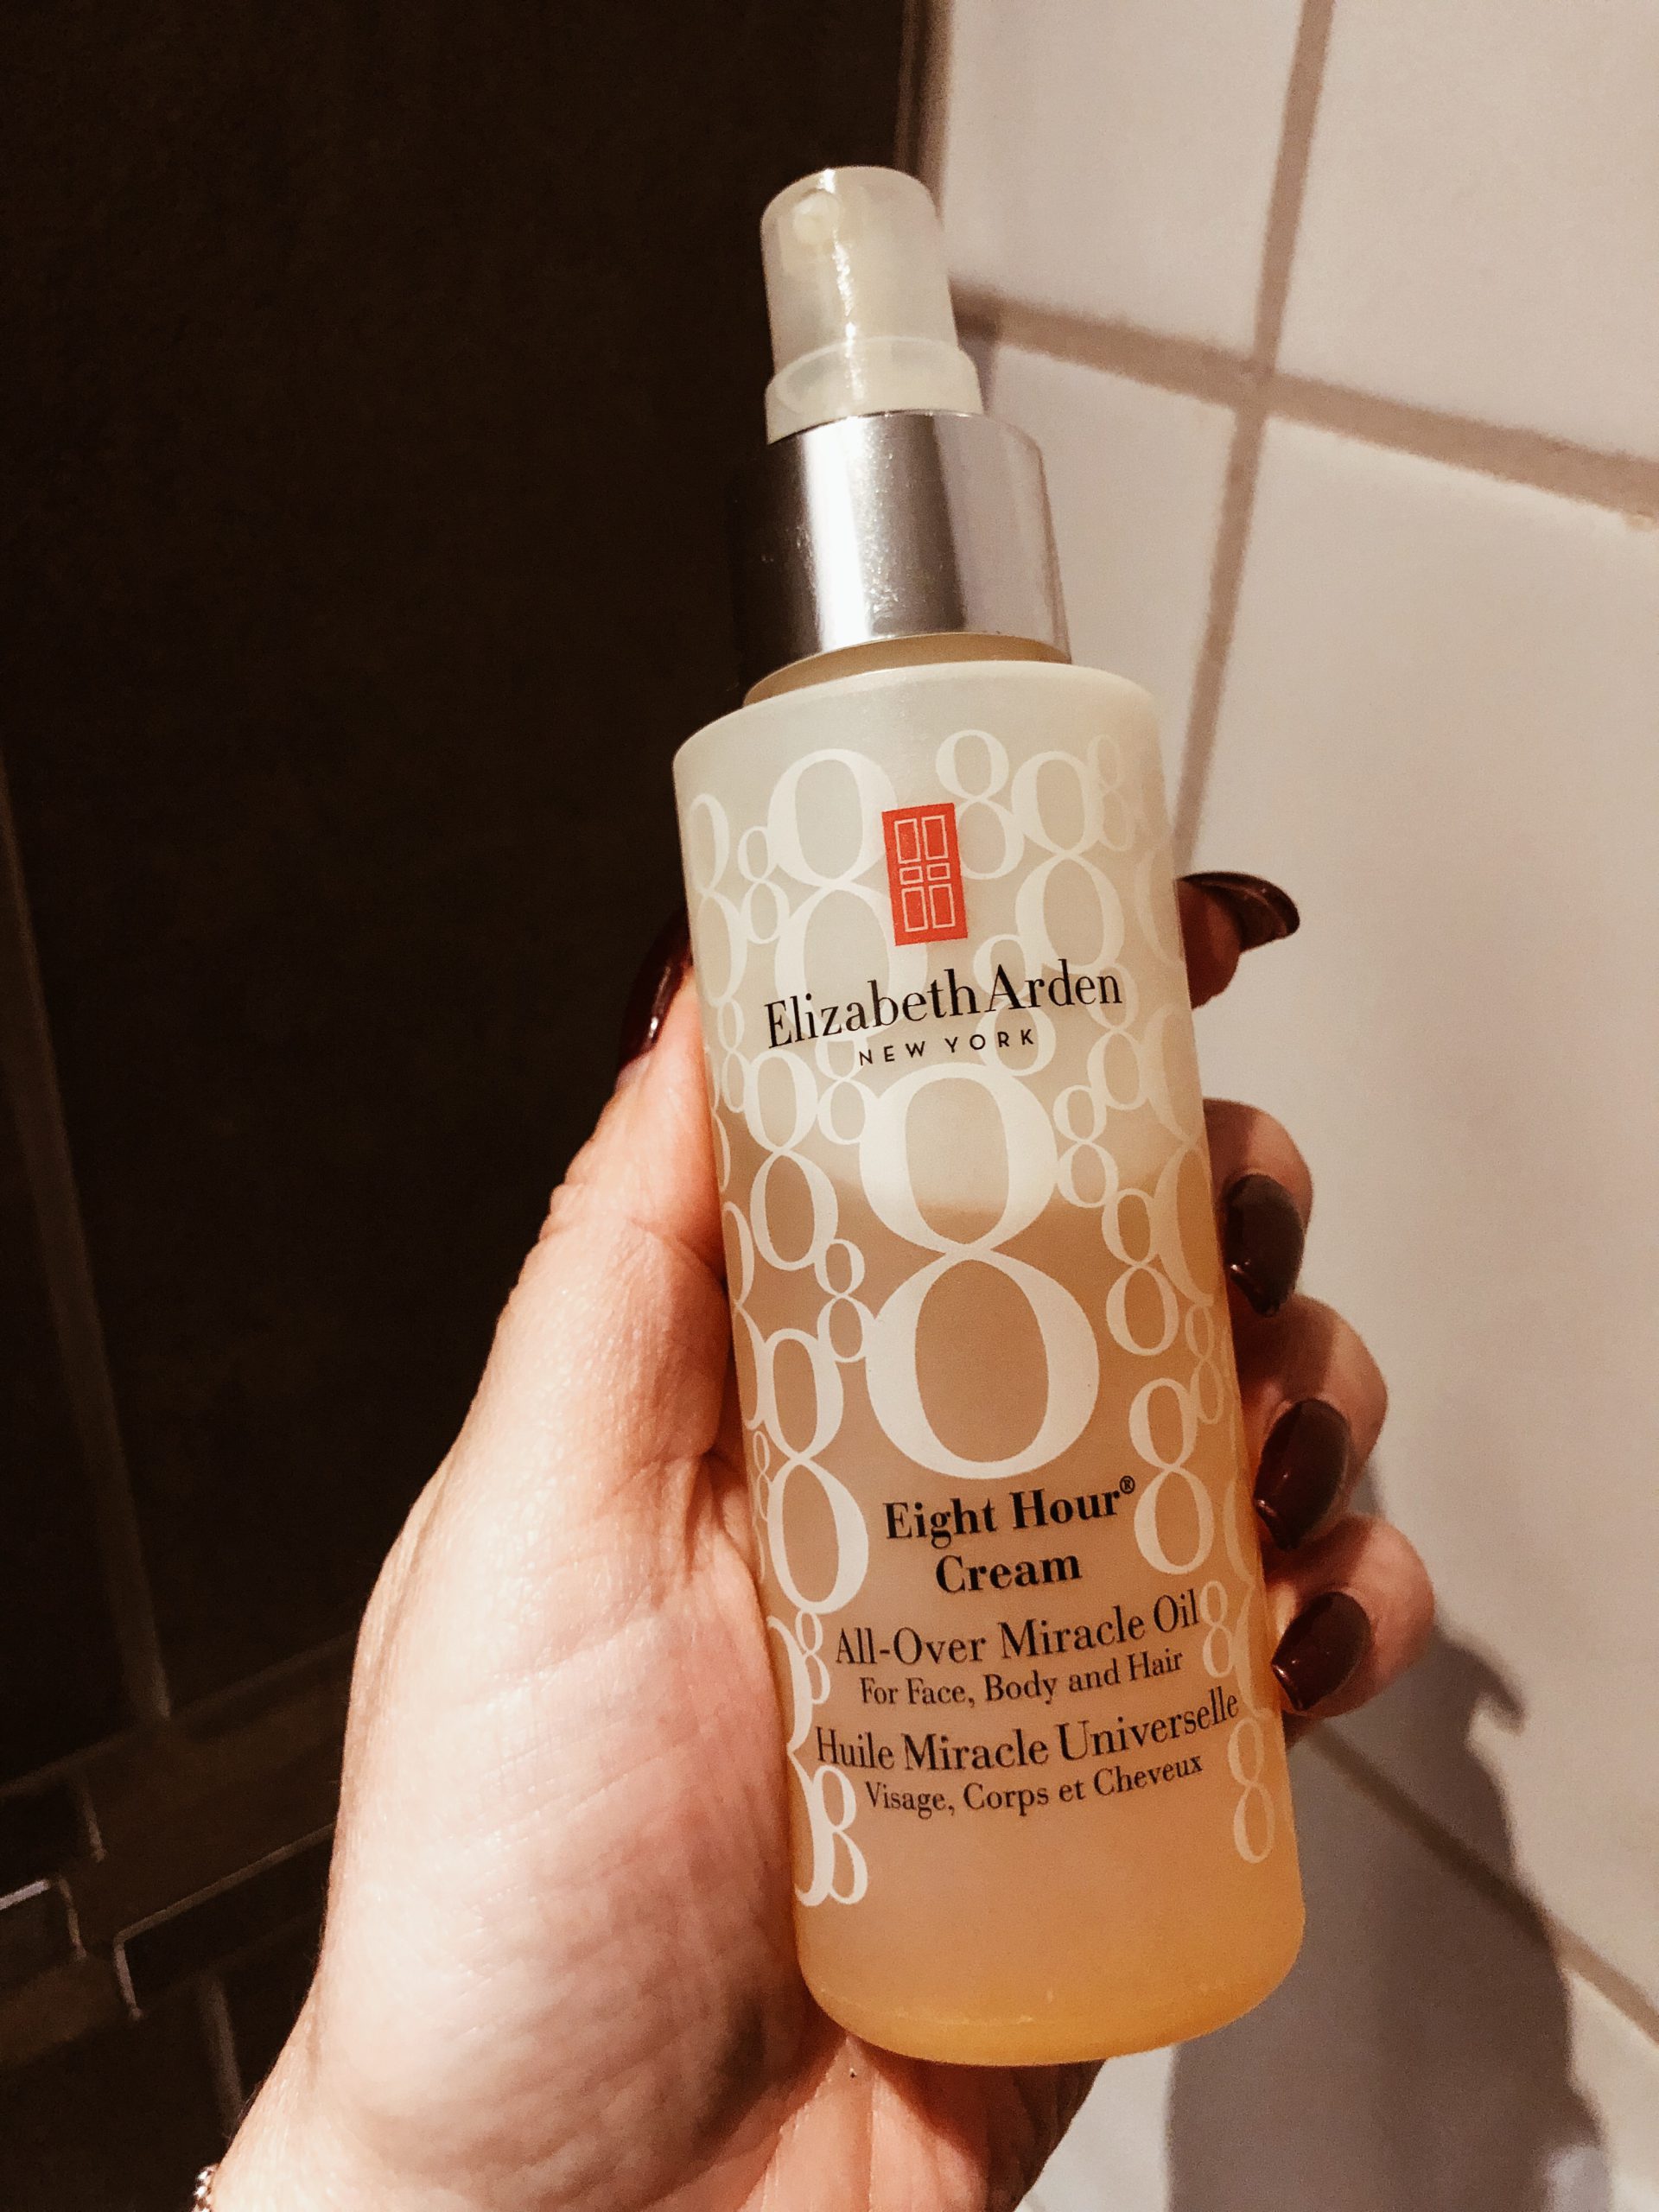 Elizabeth Arden
NEW YORK
8
Eight Hour®
Cream
All-Over Miracle Oil
For Face, Body and Hair
Huile Miracle Universelle
Visage, Corps et Cheveux